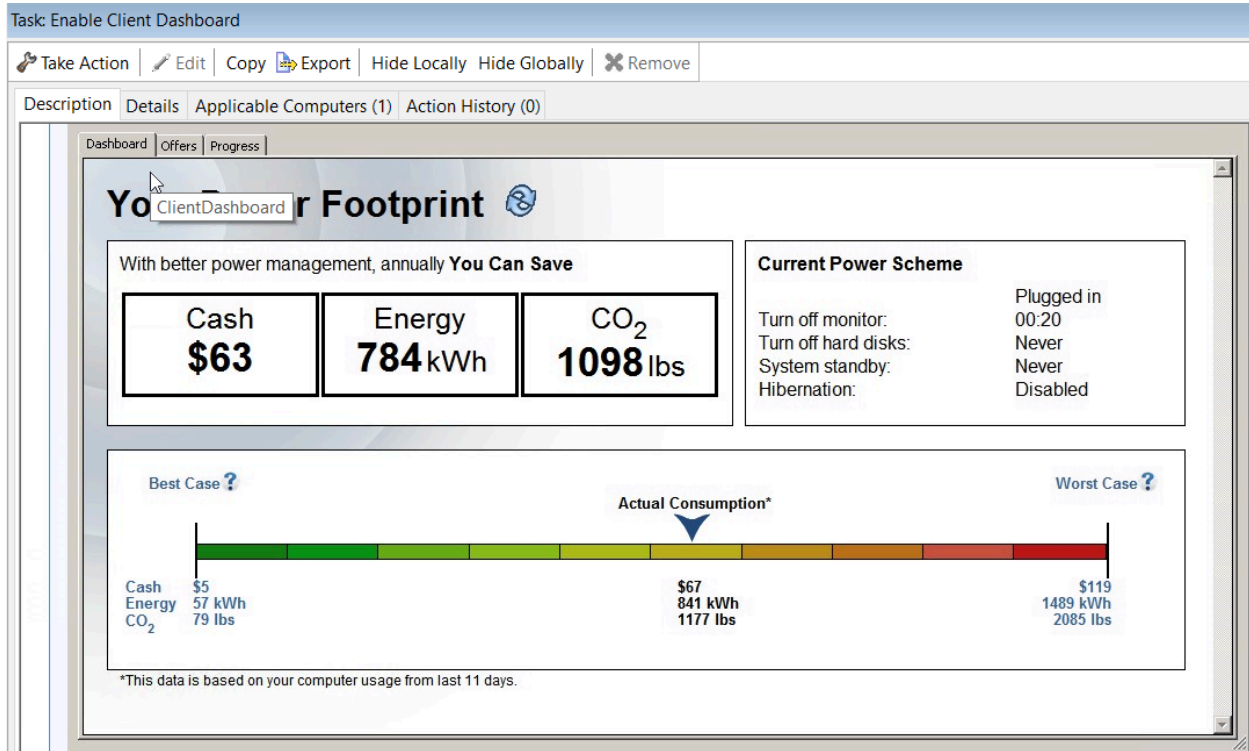 Task: Enable Client Dashboard
Take Action Edit Copy Export Hide Locally Hide Globally Remove
Description Details Applicable Computers (1) Action History (0)
Dashboard Offers Progress
Yo r Footprint
ClientDashboard
With better power management, annually You Can Save
Cash Energy CO2
$63 784 kWh 1098 lbs
Current Power Scheme
Plugged in
Turn off monitor: 00:20
Turn off hard disks: Never
System standby: Never
Hibernation: Disabled
Best Case ? Worst Case ?
Actual Consumption*
Cash $5 $67 $119
Energy 57 kWh 841 kWh 1489 kWh
CO2 79 lbs 1177 lbs 2085 lbs
*This data is based on your computer usage from last 11 days.